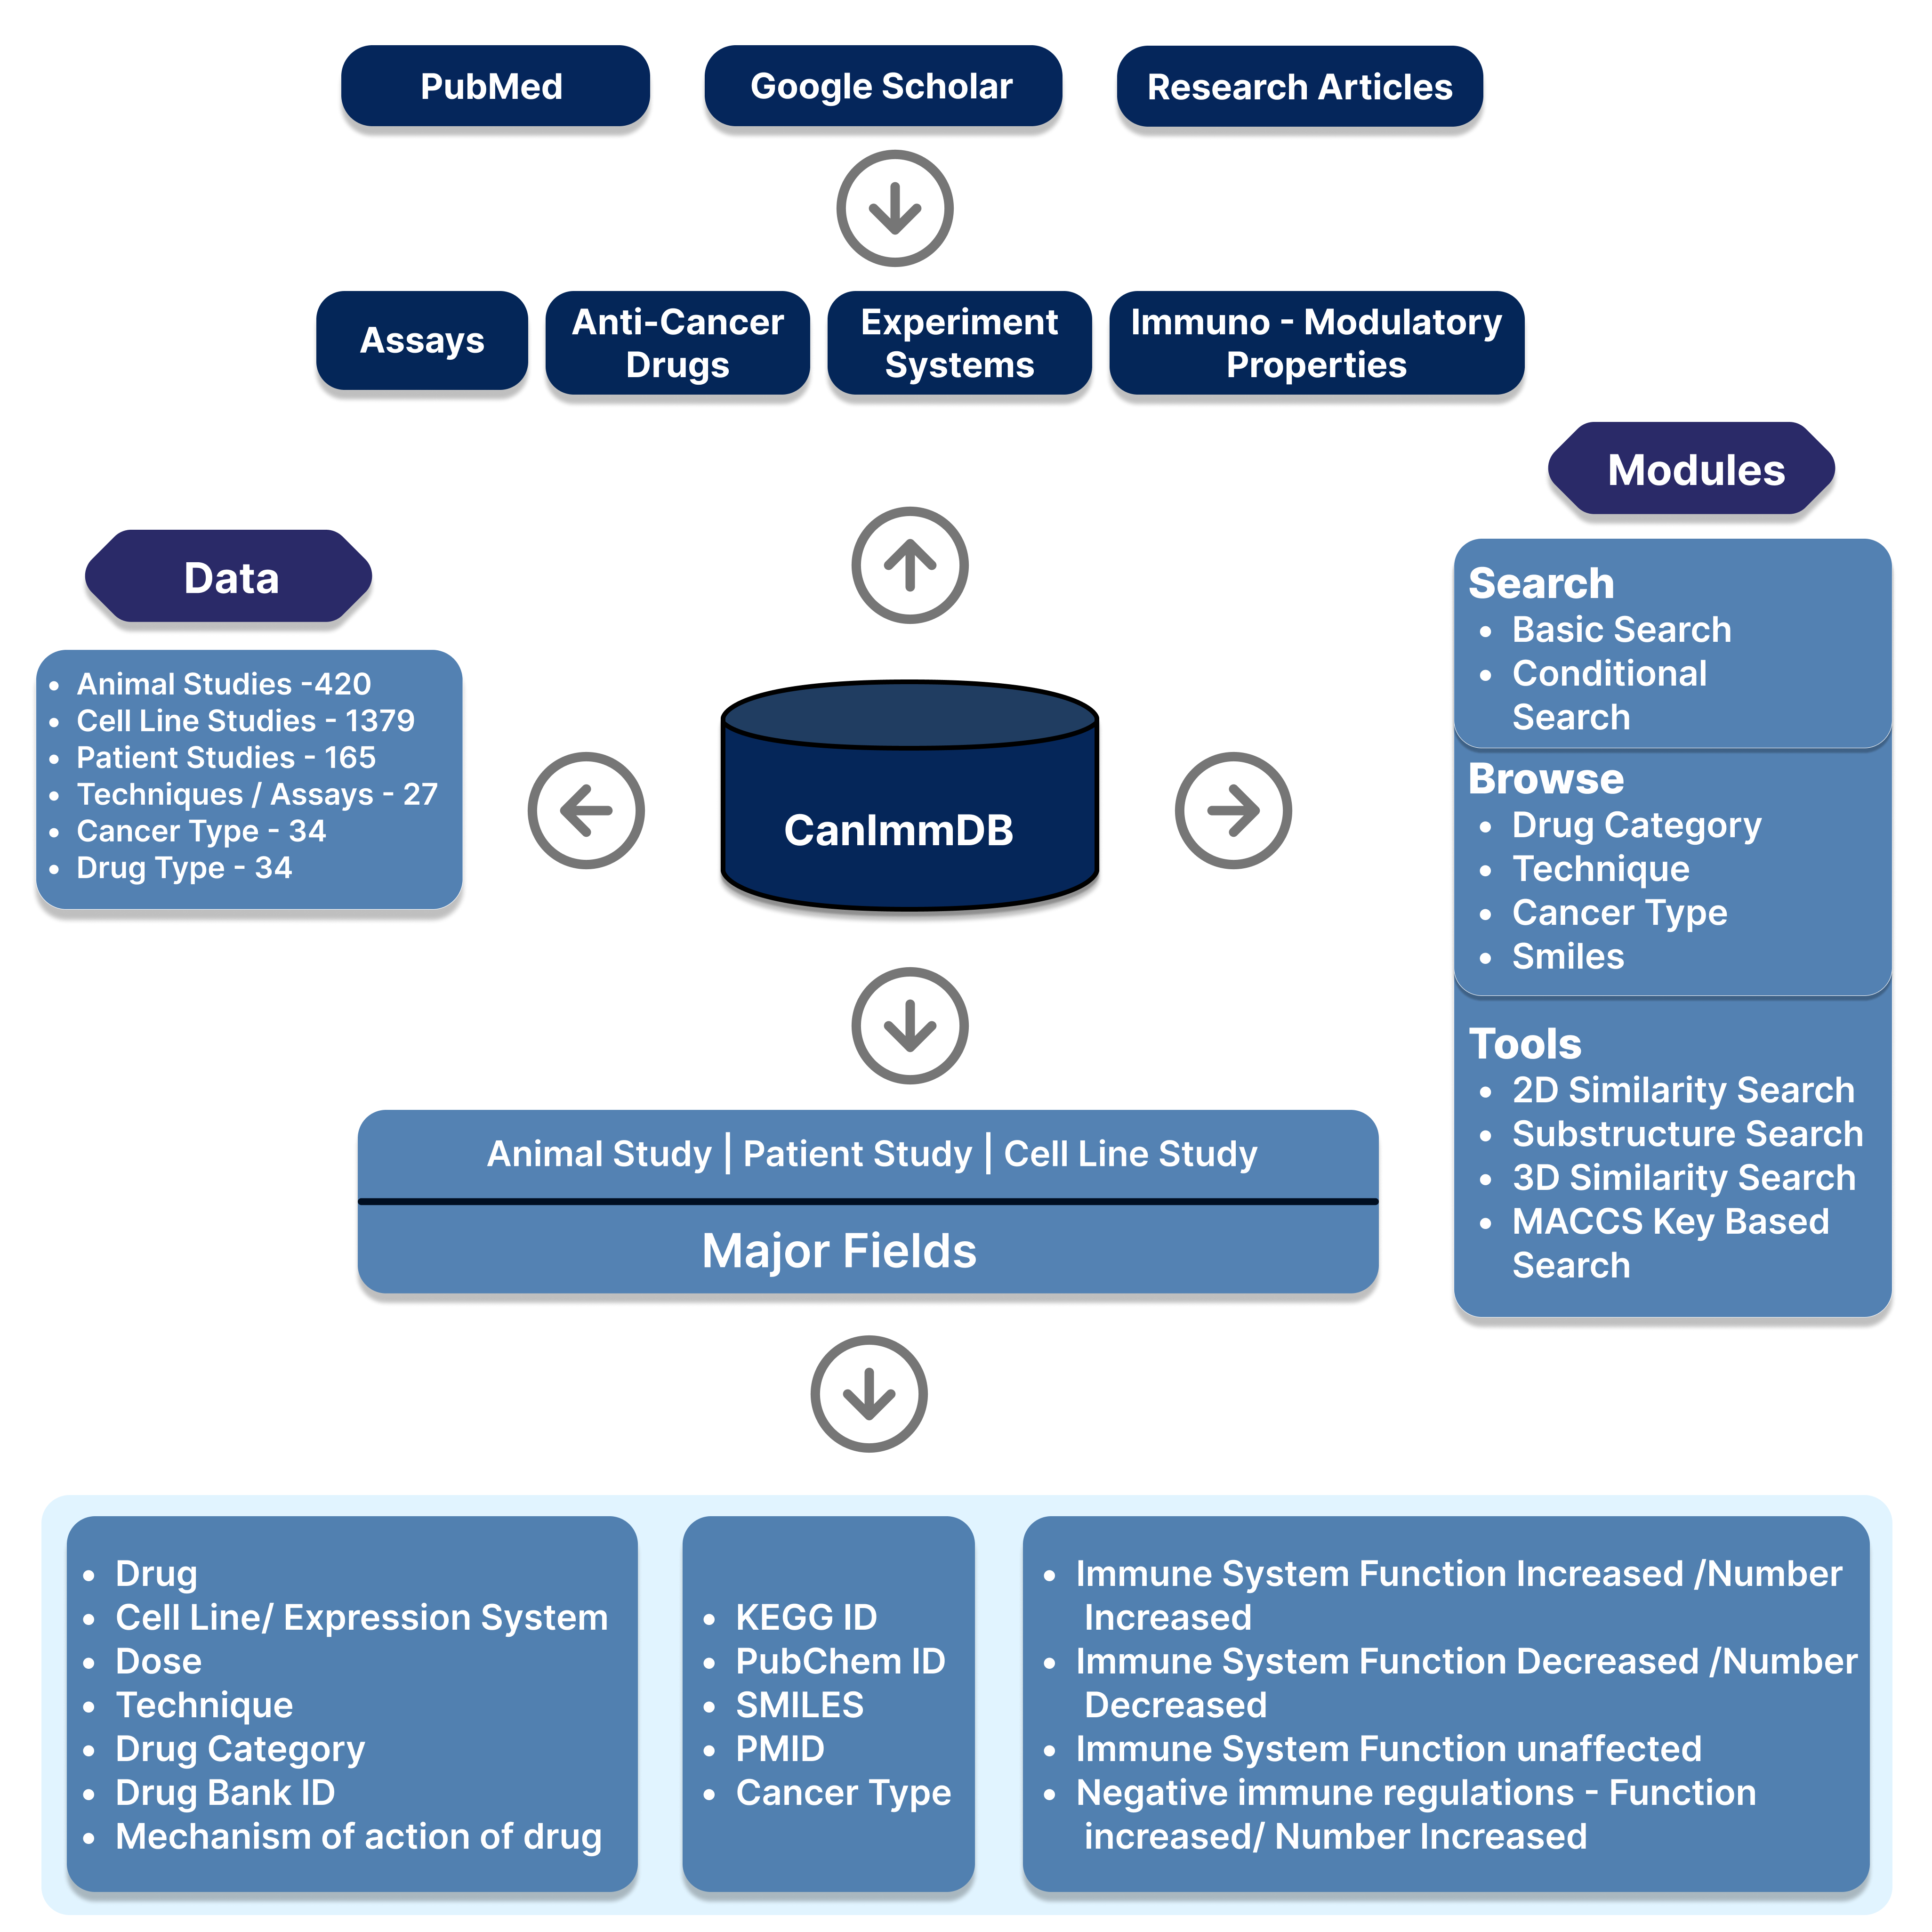 PubMed
Google Scholar
Research Articles
Assays
Anti-Cancer
Drugs
Experiment
Systems
Immuno - Modulatory
Properties
Modules
Data
Search
• Basic Search
• Conditional
Search
Browse
• Drug Category
• Technique
• Cancer Type
• Smiles
Tools
• 2D Similarity Search
• Substructure Search
• 3D Similarity Search
• MACCS Key Based
Search
• Animal Studies -420
• Cell Line Studies - 1379
• Patient Studies - 165
• Techniques / Assays - 27
• Cancer Type - 34
• Drug Type - 34
CanImmDB
Animal Study | Patient Study | Cell Line Study
Major Fields
• Drug
• Cell Line/ Expression System
• Dose
• Technique
• Drug Category
• Drug Bank ID
• Mechanism of action of drug
• KEGG ID
• PubChem ID
• SMILES
• PMID
• Cancer Type
• Immune System Function Increased /Number
Increased
• Immune System Function Decreased /Number
Decreased
• Immune System Function unaffected
• Negative immune regulations - Function
increased/ Number Increased